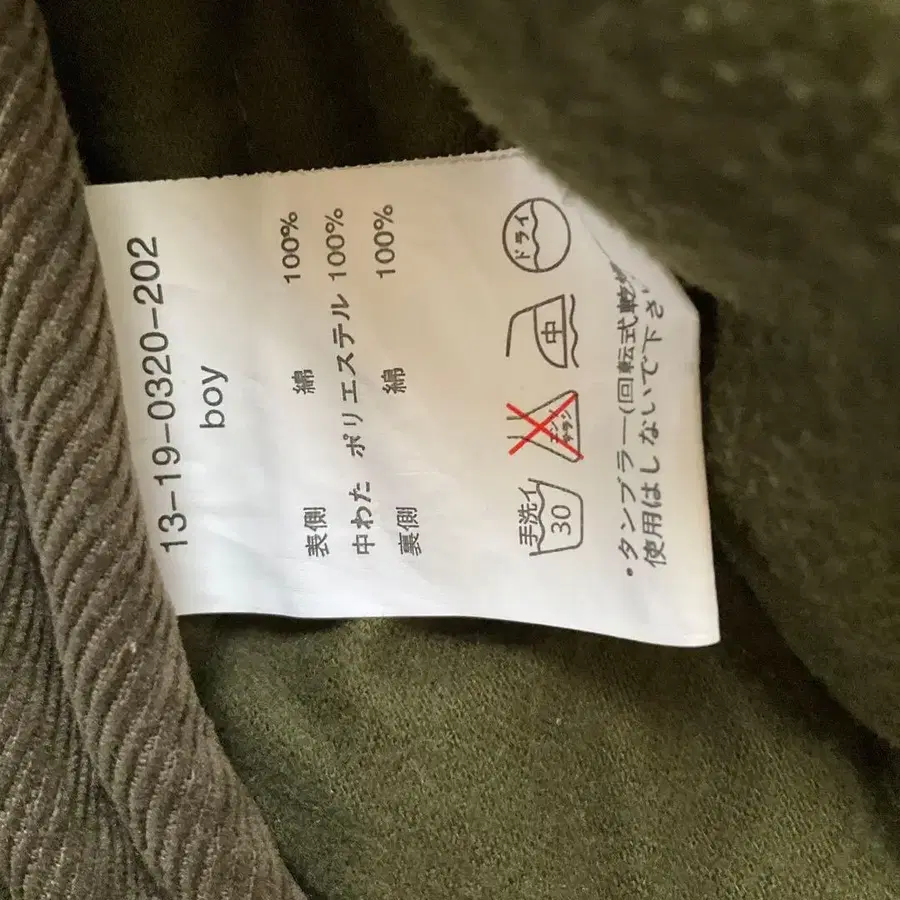 13-19-0320-202
boy
表側 綿 100%
中わた ポリエステル 100%
裏側 綿 100%
手洗イ 30 エンソ サラシ 中 ドライ
・タンブラー(回転式乾燥
使用はしないで下さ